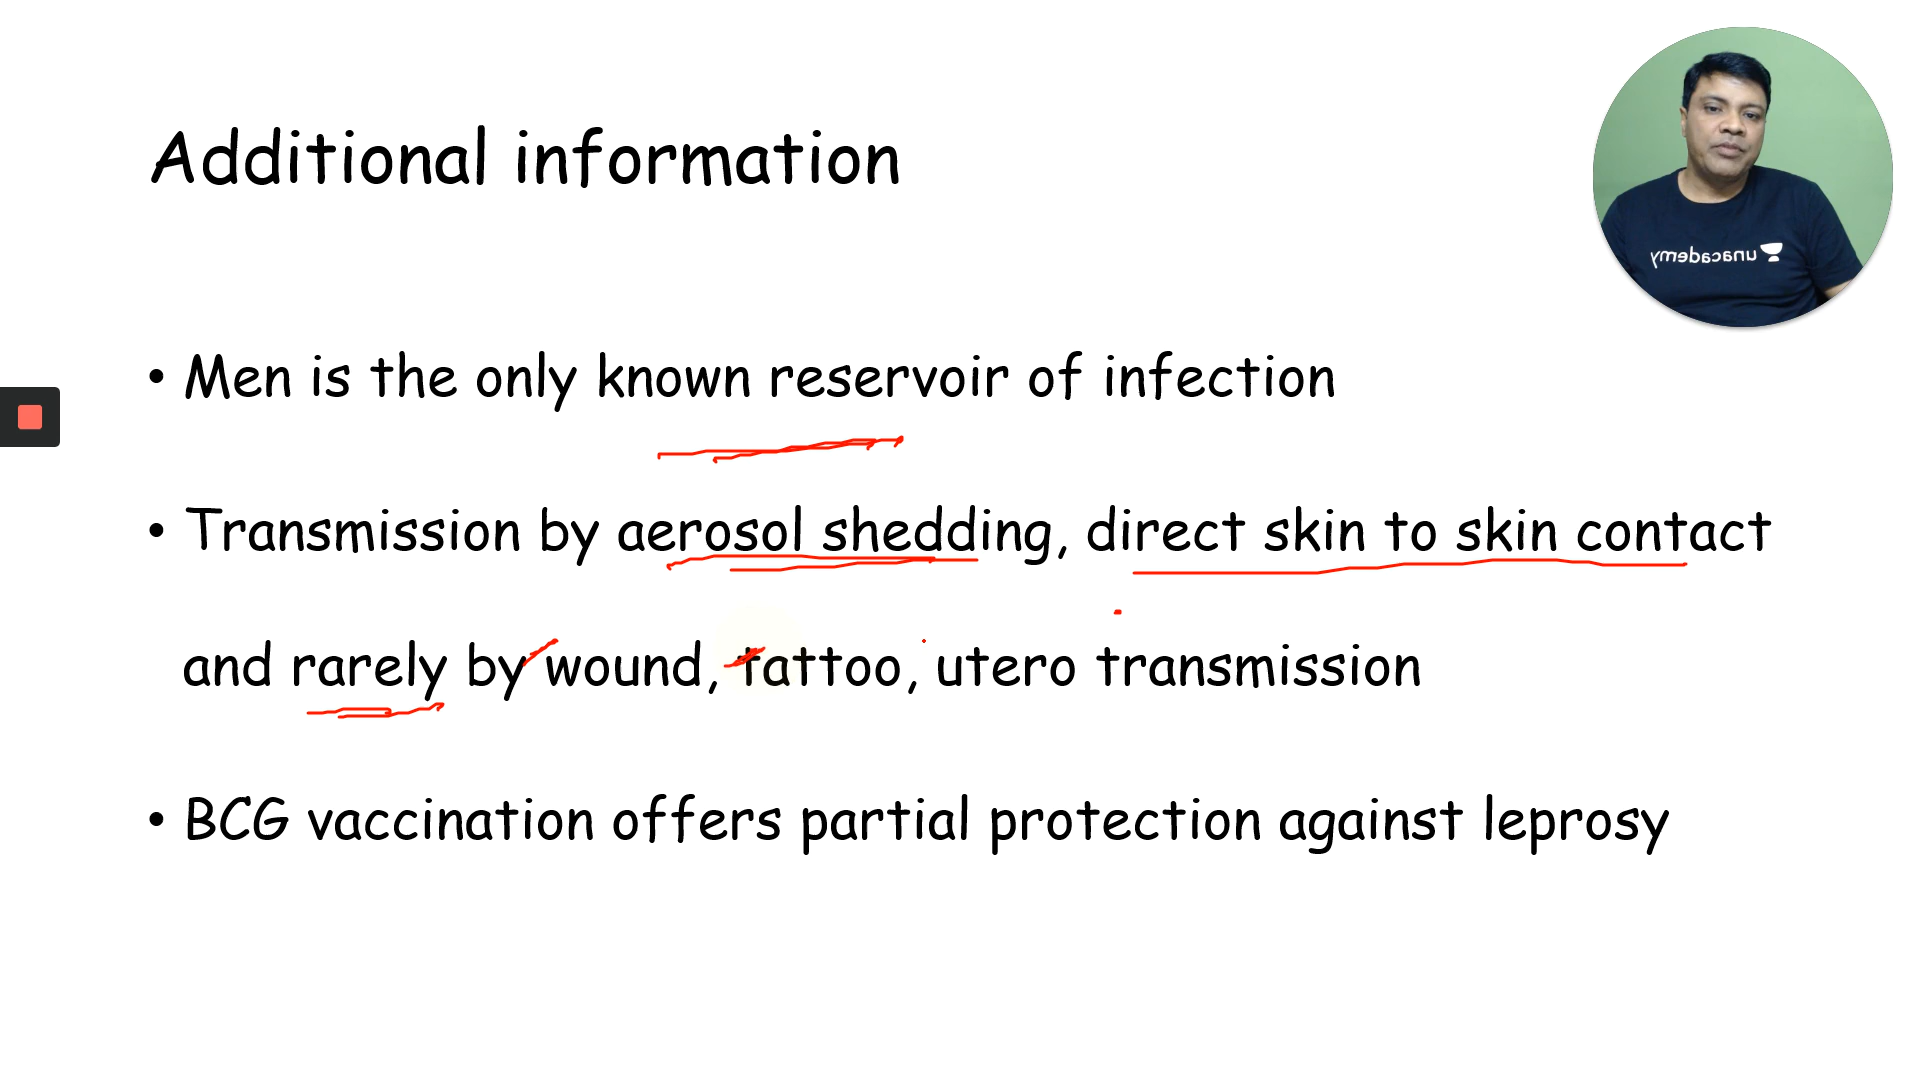 Additional information
unacademy
• Men is the only known reservoir of infection
• Transmission by aerosol shedding, direct skin to skin contact
and rarely by wound, tattoo, utero transmission
• BCG vaccination offers partial protection against leprosy